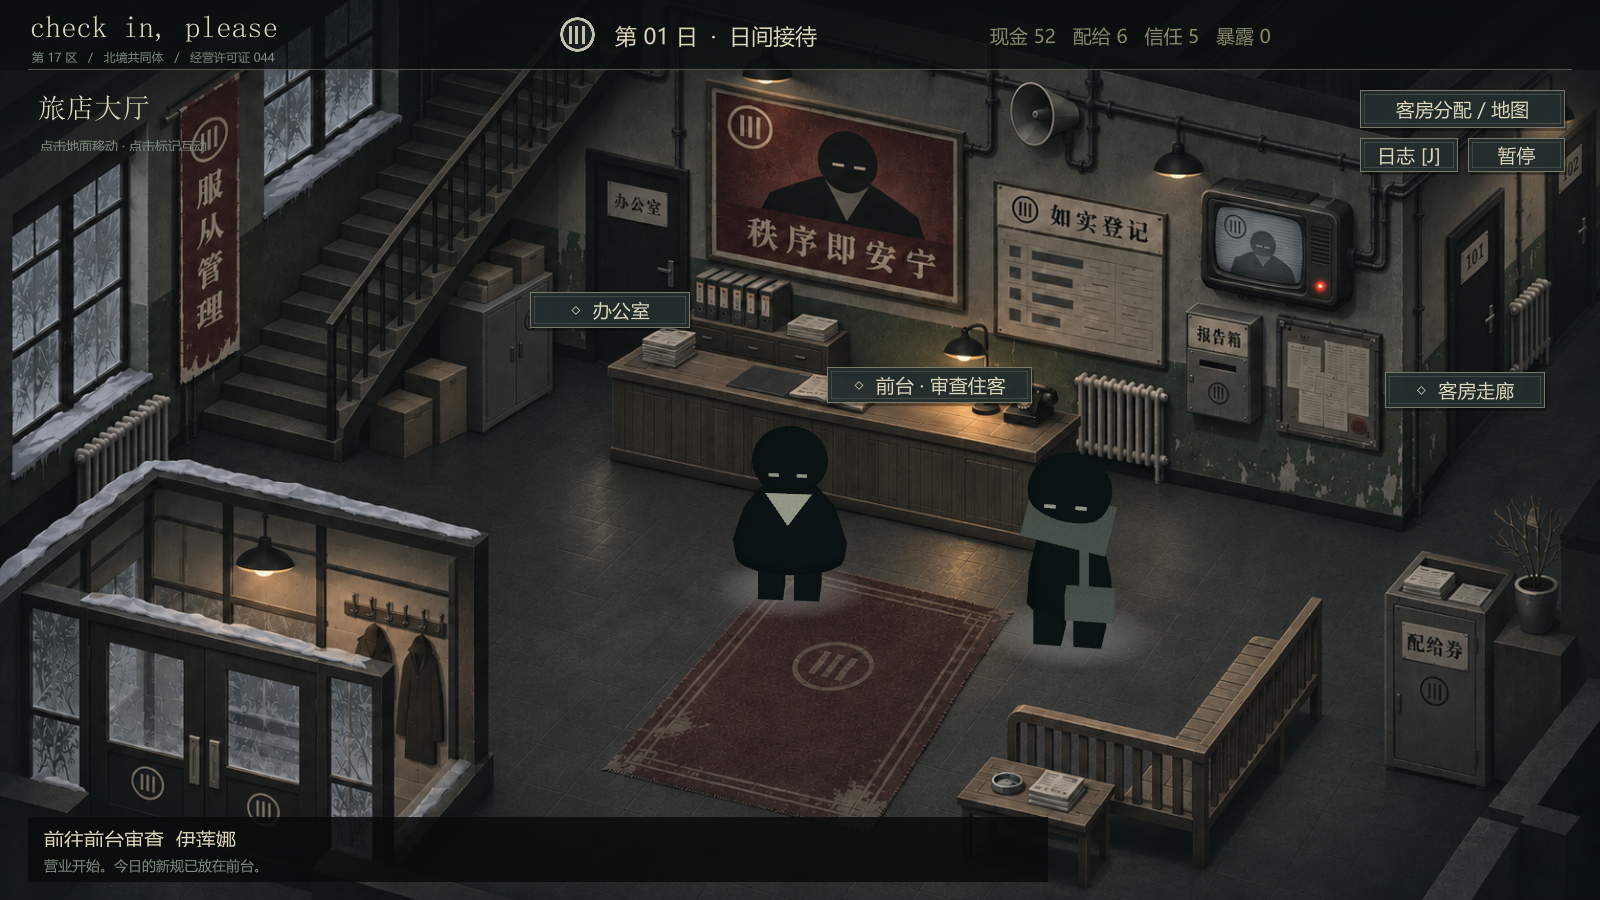 check in, please
第 17 区 / 北境共同体 / 经营许可证 044
第 01 日 · 日间接待
现金 52 配给 6 信任 5 暴露 0
旅店大厅
点击地面移动 · 点击标记互动
客房分配 / 地图
日志 [J]
暂停
服从管理
办公室
秩序即安宁
如实登记
报告箱
101
02
◇ 办公室
◇ 前台 · 审查住客
◇ 客房走廊
配给券
前往前台审查 伊莲娜
营业开始。今日的新规已放在前台。